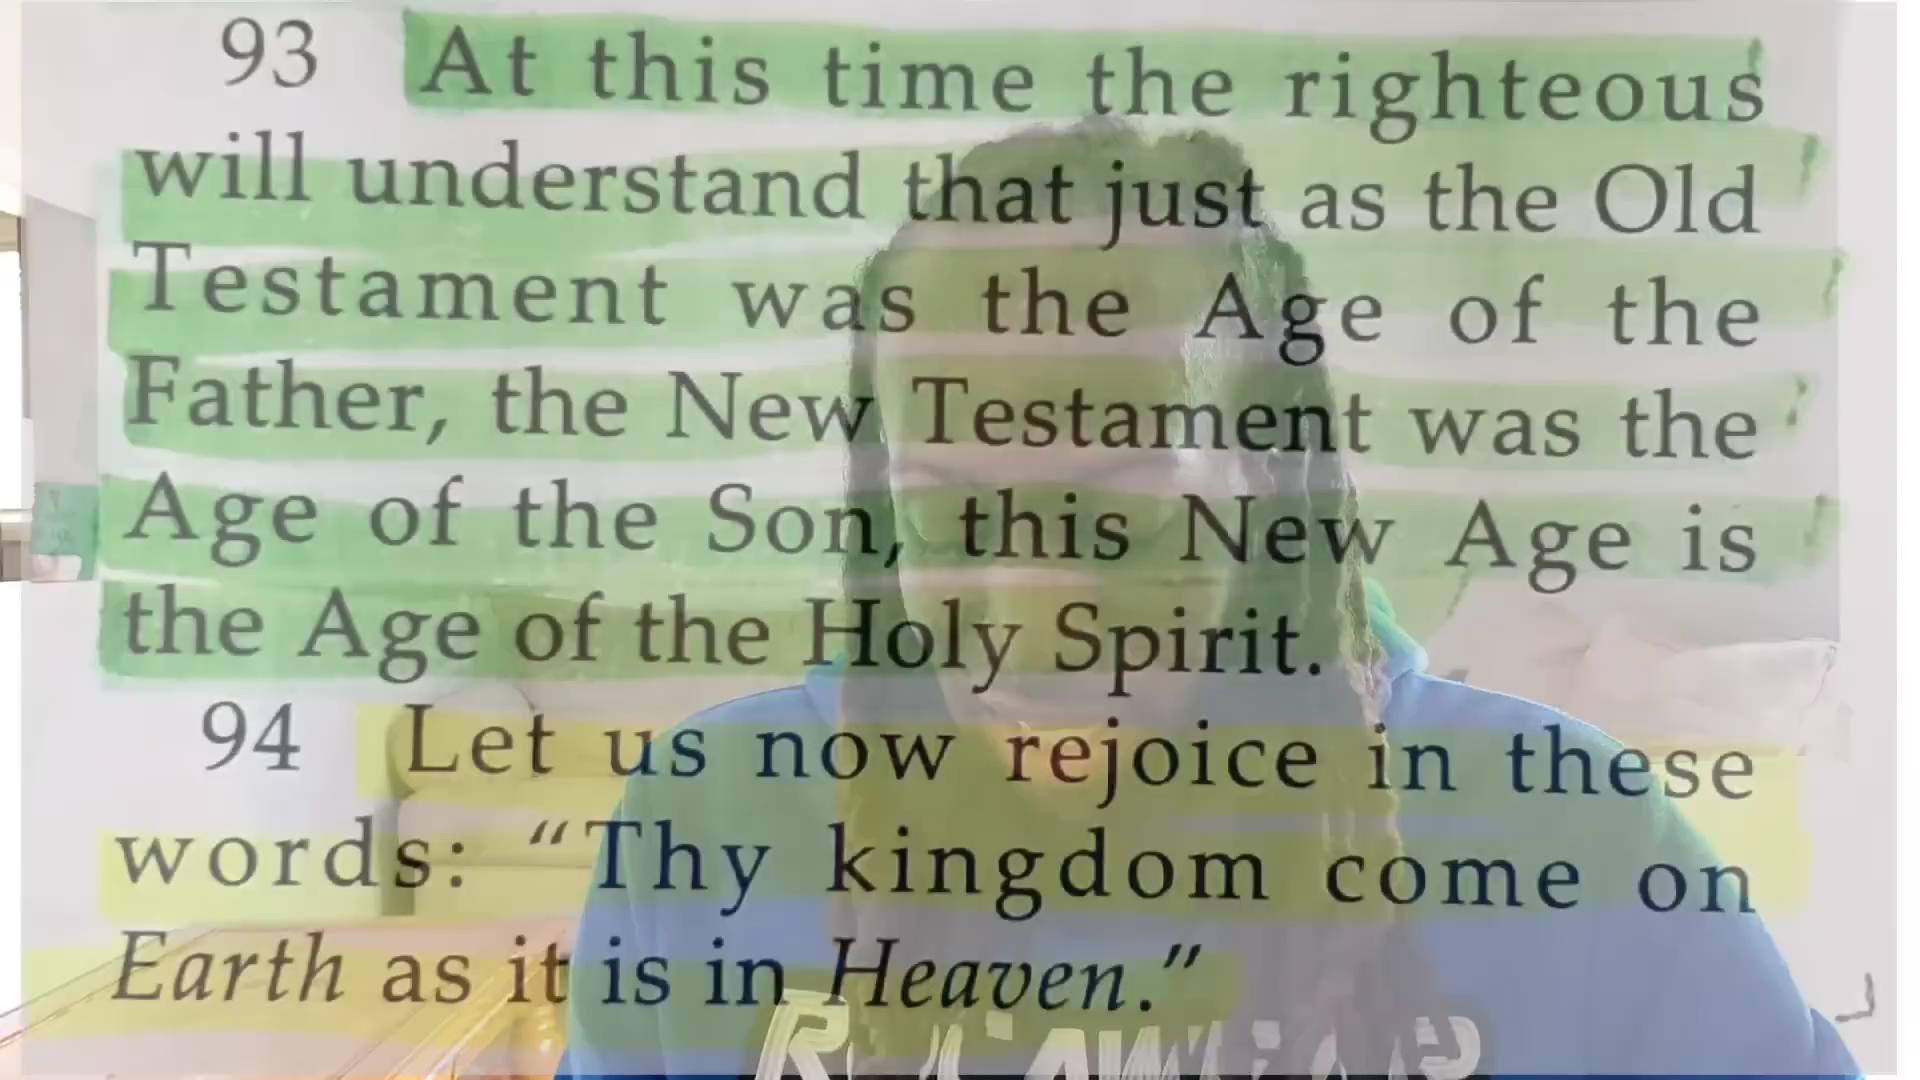 93 At this time the righteous
will understand that just as the Old
Testament was the Age of the
Father, the New Testament was the
Age of the Son, this New Age is
the Age of the Holy Spirit.
94 Let us now rejoice in these
words: “Thy kingdom come on
Earth as it is in Heaven.”